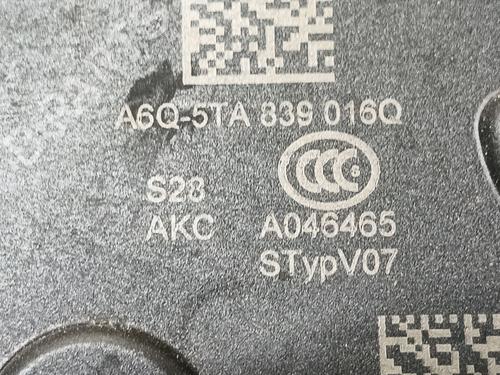 A6Q-5TA 839 016Q
CCC S
S28
AKC A046465
STypV07